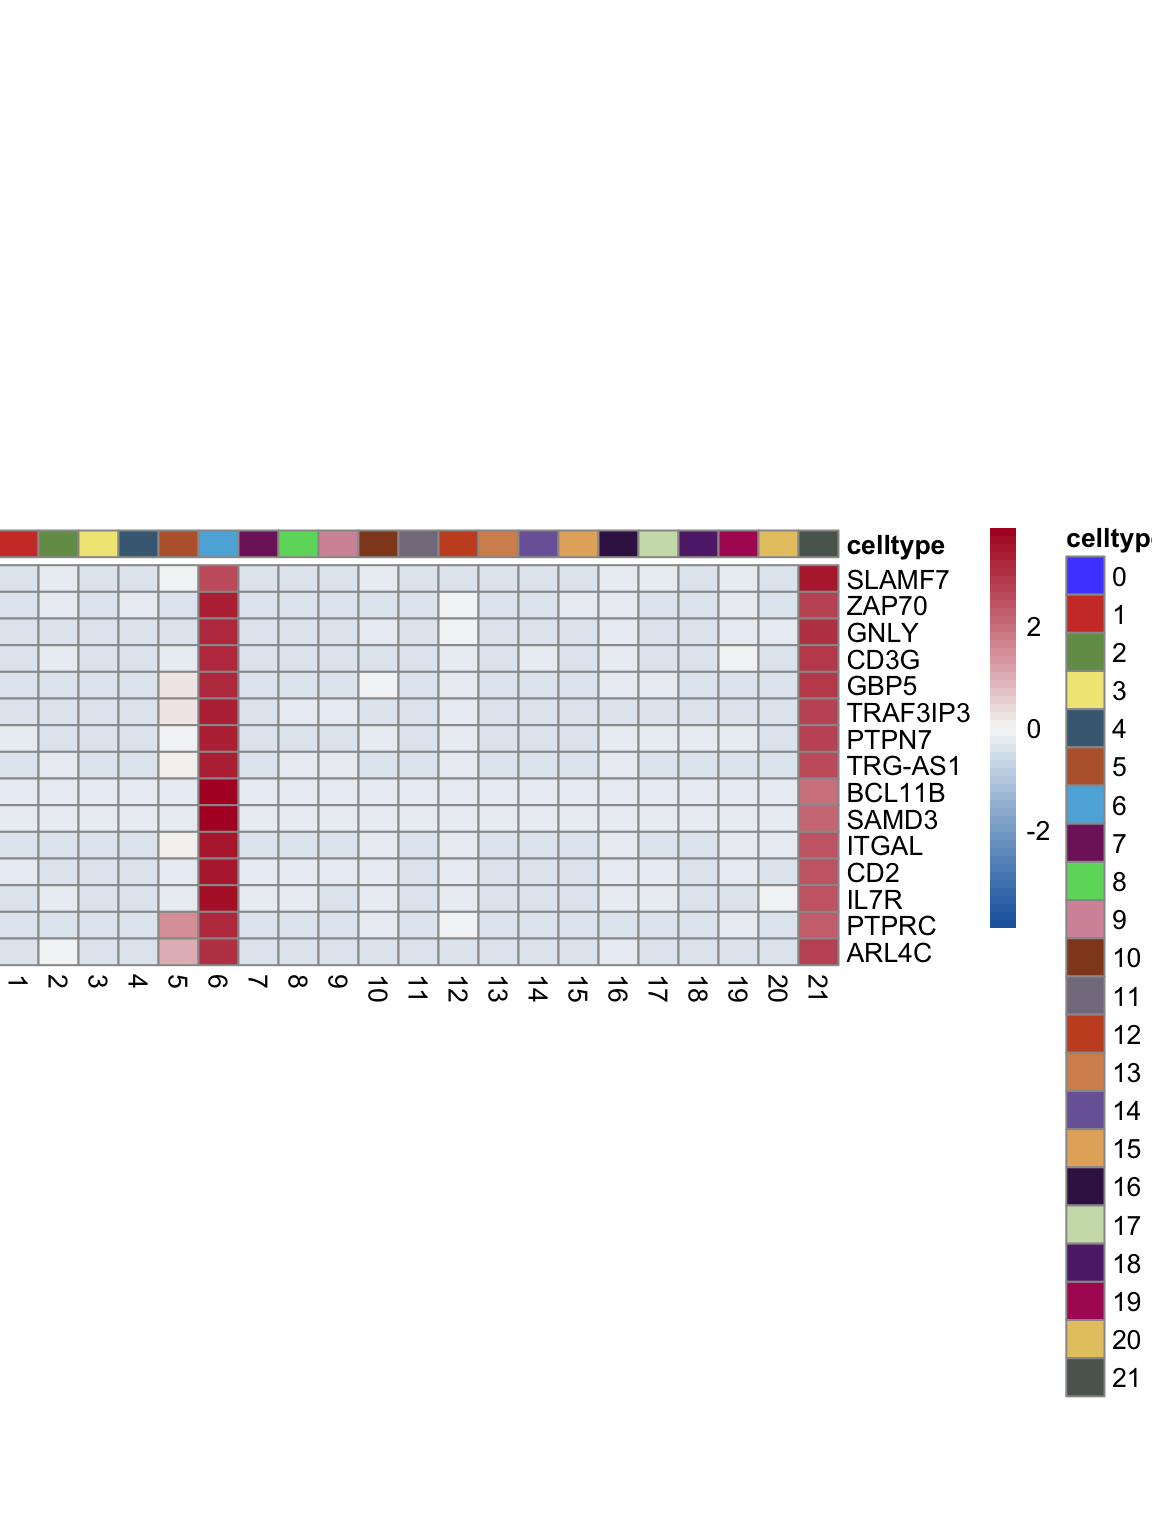 celltype
SLAMF7
ZAP70
GNLY
CD3G
GBP5
TRAF3IP3
PTPN7
TRG-AS1
BCL11B
SAMD3
ITGAL
CD2
IL7R
PTPRC
ARL4C
1 2 3 4 5 6 7 8 9 10 11 12 13 14 15 16 17 18 19 20 21
2
0
-2
celltype
0
1
2
3
4
5
6
7
8
9
10
11
12
13
14
15
16
17
18
19
20
21